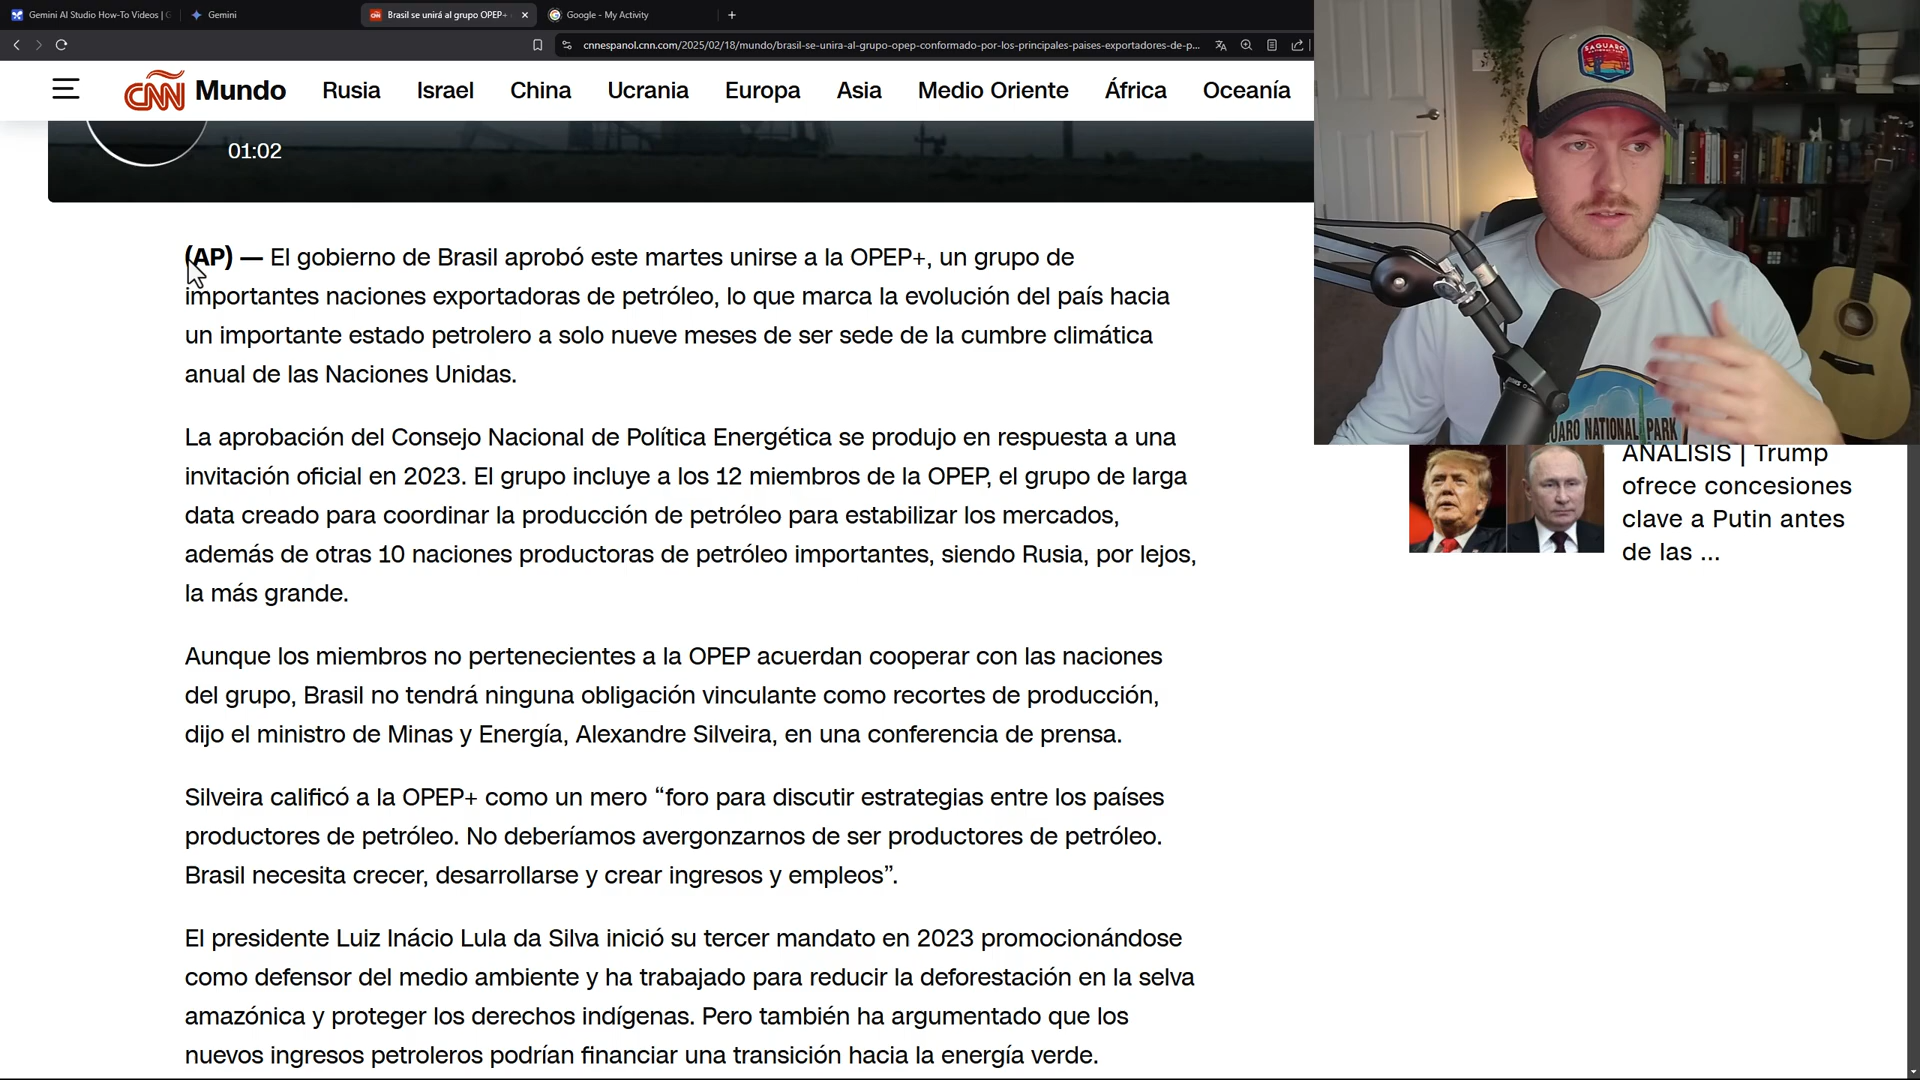 Gemini AI Studio How-To Videos |
Gemini
Brasil se unirá al grupo OPEP+
Google - My Activity
cnnespanol.cnn.com/2025/02/18/mundo/brasil-se-unira-al-grupo-opep-conformado-por-los-principales-paises-exportadores-de-p...
CNN Mundo Rusia Israel China Ucrania Europa Asia Medio Oriente África Oceanía
01:02
(AP) — El gobierno de Brasil aprobó este martes unirse a la OPEP+, un grupo de
importantes naciones exportadoras de petróleo, lo que marca la evolución del país hacia
un importante estado petrolero a solo nueve meses de ser sede de la cumbre climática
anual de las Naciones Unidas.
La aprobación del Consejo Nacional de Política Energética se produjo en respuesta a una
invitación oficial en 2023. El grupo incluye a los 12 miembros de la OPEP, el grupo de larga
data creado para coordinar la producción de petróleo para estabilizar los mercados,
además de otras 10 naciones productoras de petróleo importantes, siendo Rusia, por lejos,
la más grande.
Aunque los miembros no pertenecientes a la OPEP acuerdan cooperar con las naciones
del grupo, Brasil no tendrá ninguna obligación vinculante como recortes de producción,
dijo el ministro de Minas y Energía, Alexandre Silveira, en una conferencia de prensa.
Silveira calificó a la OPEP+ como un mero “foro para discutir estrategias entre los países
productores de petróleo. No deberíamos avergonzarnos de ser productores de petróleo.
Brasil necesita crecer, desarrollarse y crear ingresos y empleos”.
El presidente Luiz Inácio Lula da Silva inició su tercer mandato en 2023 promocionándose
como defensor del medio ambiente y ha trabajado para reducir la deforestación en la selva
amazónica y proteger los derechos indígenas. Pero también ha argumentado que los
nuevos ingresos petroleros podrían financiar una transición hacia la energía verde.
SAGUARO
NATIONAL PARK
ANÁLISIS | Trump
ofrece concesiones
clave a Putin antes
de las ...